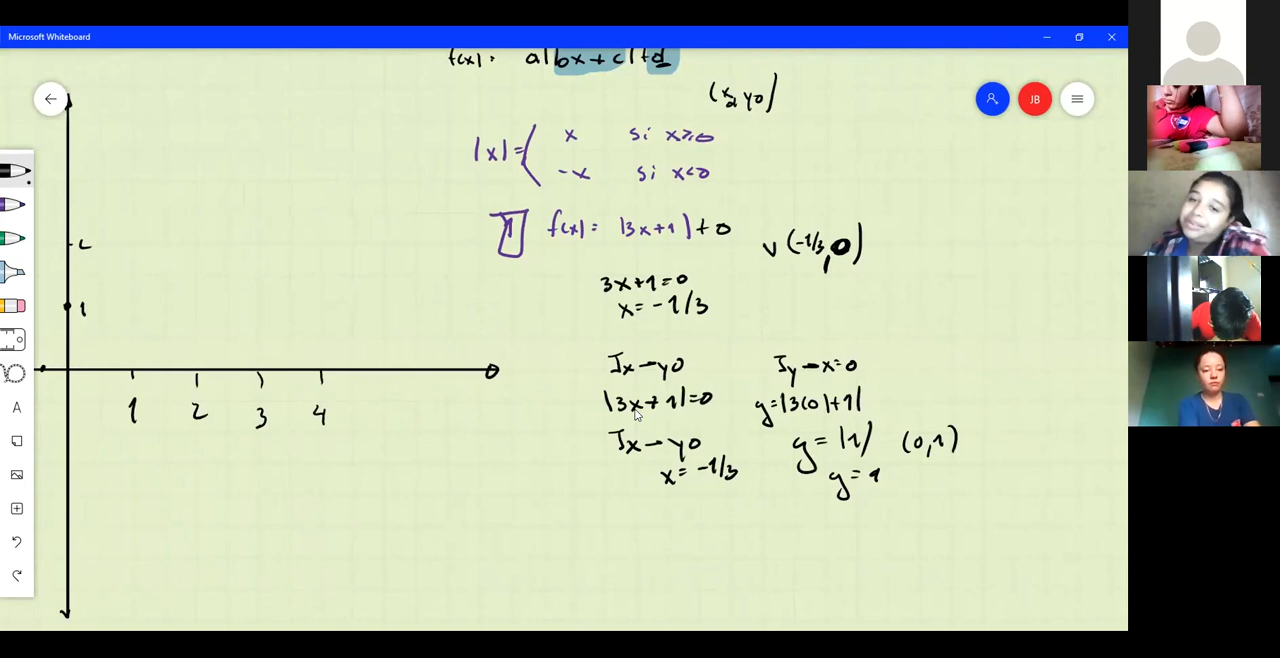 Microsoft Whiteboard
f(x) = a|bx+c|+d
JB
|x| = x si x≥0
-x si x<0
1 f(x) = |3x+1|+0
V(-1/3, 0)
3x+1=0
x = -1/3
Ix - y0
Iy - x=0
|3x+1|=0
y=|3(0)+1|
Ix - y0
y = |1| (0,1)
x = -1/3
y = 1
1
1 2 3 4
A